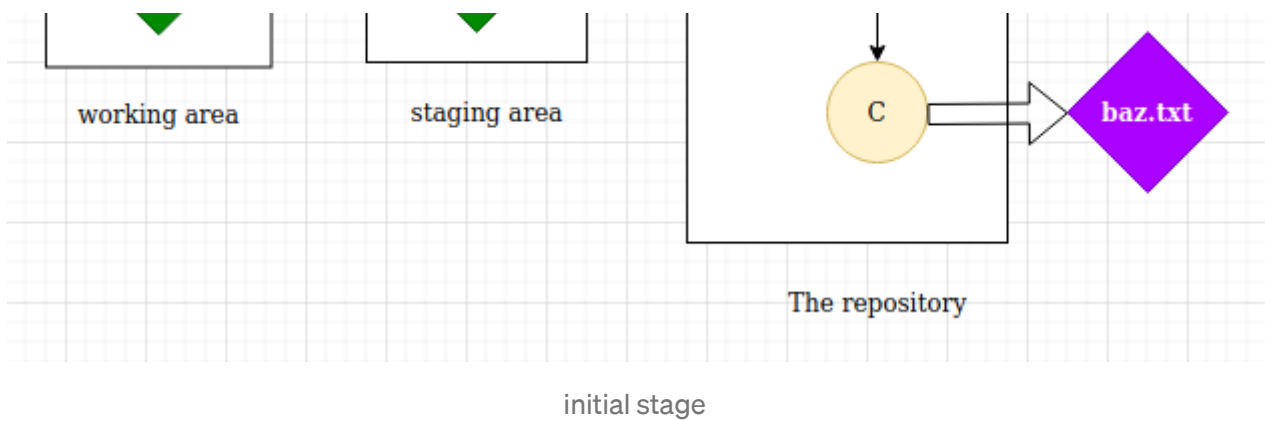 C
baz.txt
working area
staging area
The repository
initial stage